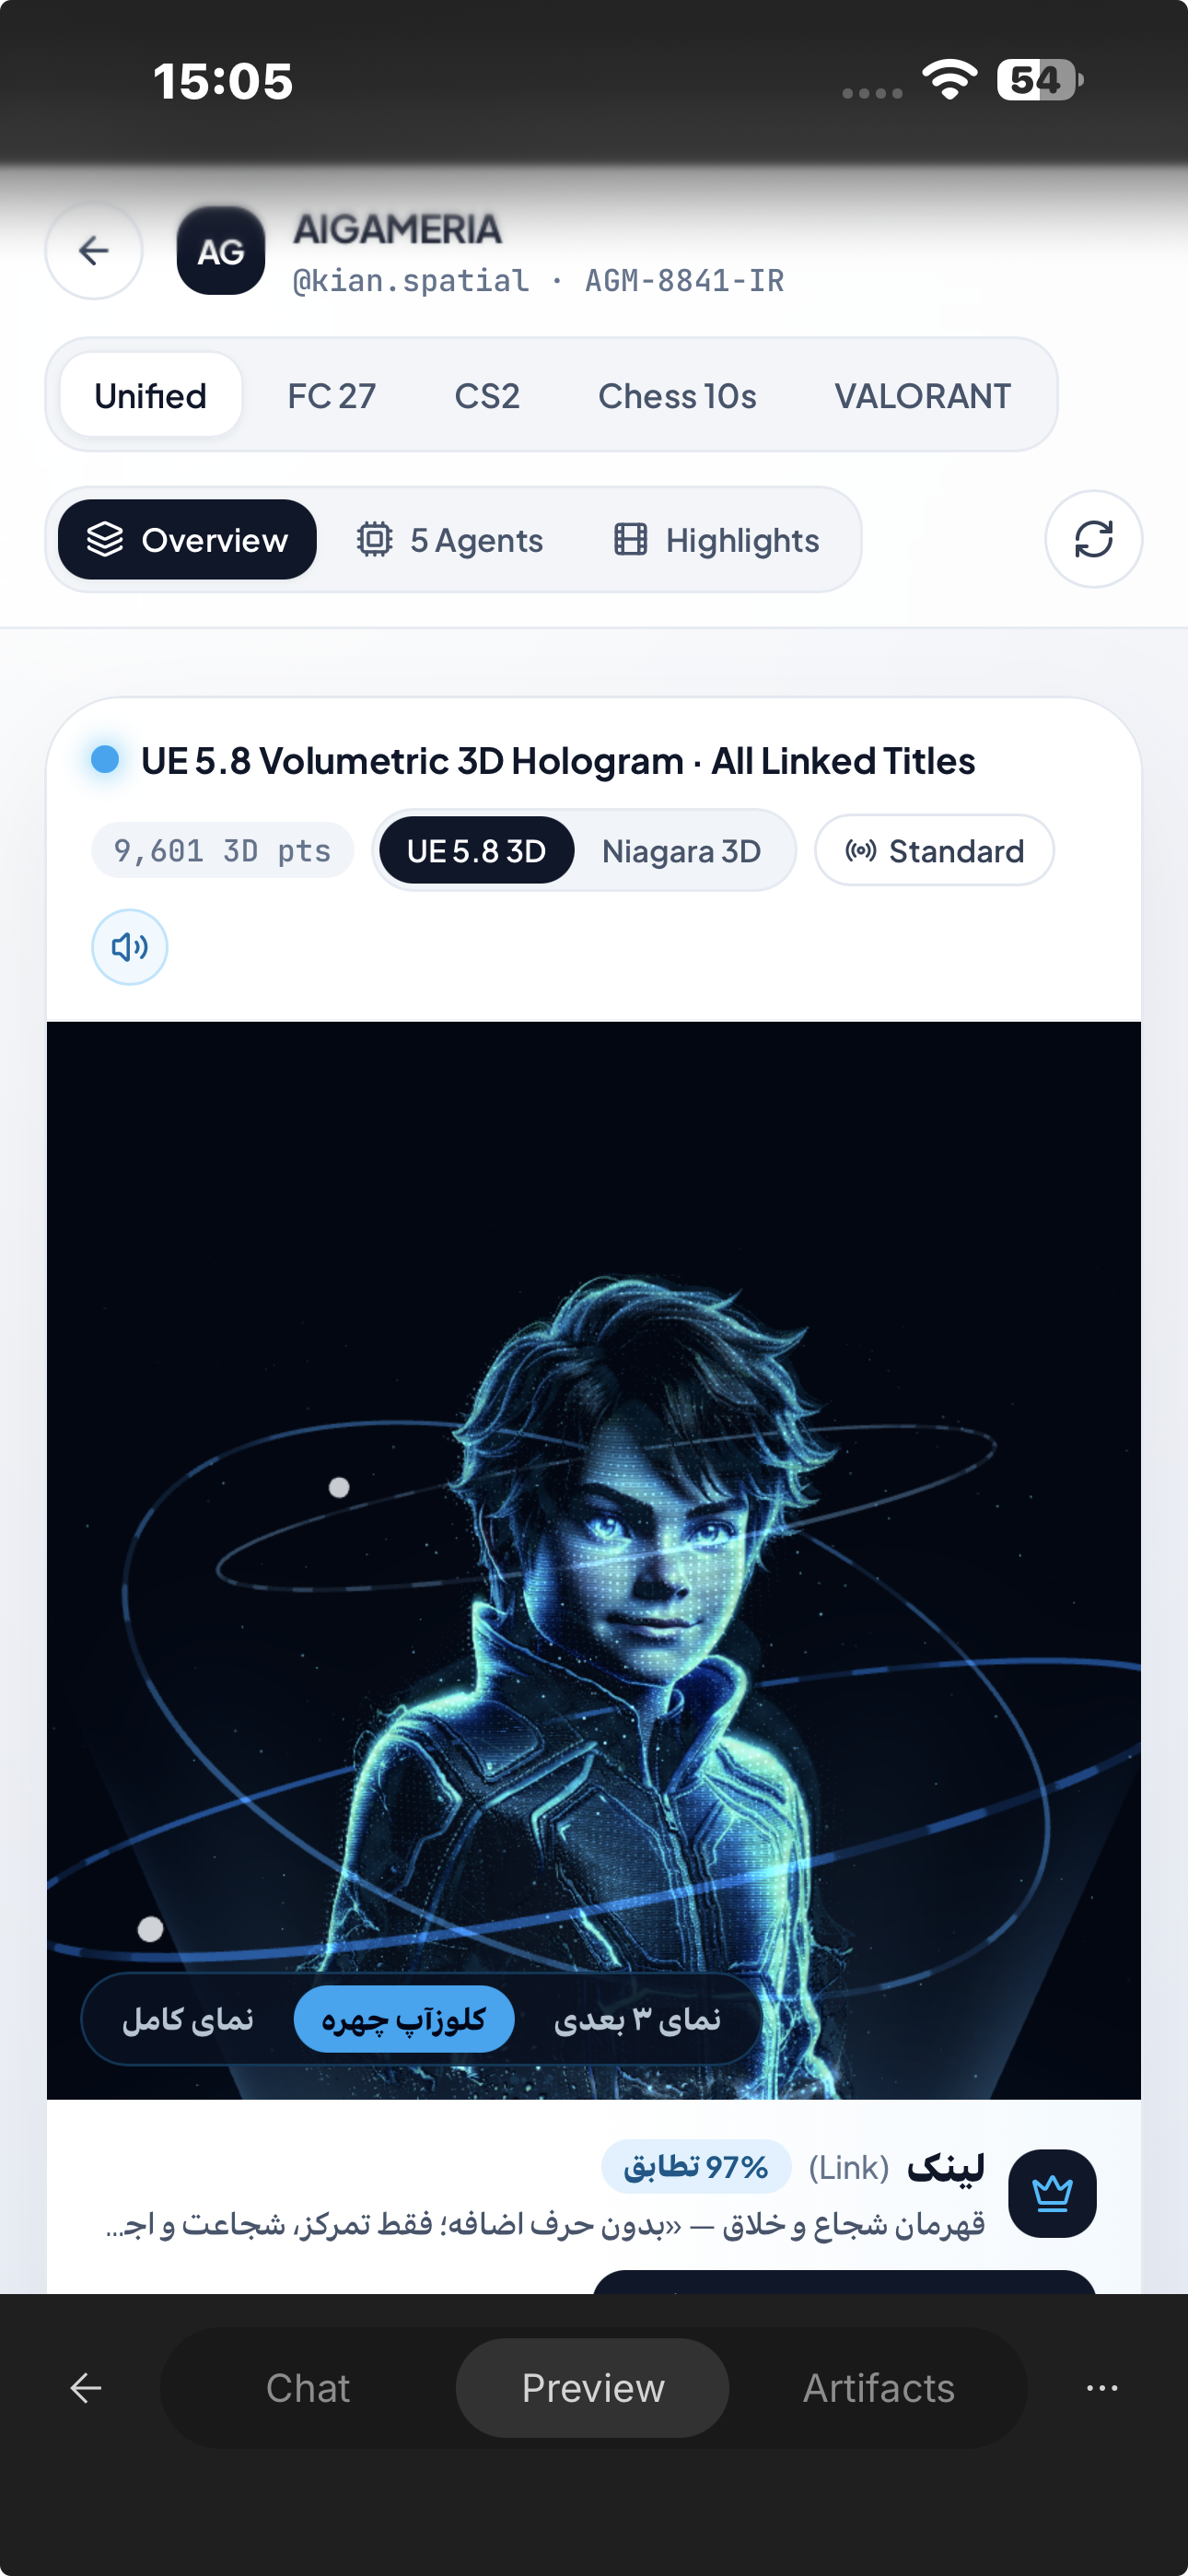 15:05
54
AG
AIGAMERIA
@kian.spatial · AGM-8841-IR
Unified FC 27 CS2 Chess 10s VALORANT
Overview 5 Agents Highlights
UE 5.8 Volumetric 3D Hologram · All Linked Titles
9,601 3D pts UE 5.8 3D Niagara 3D Standard
نمای ۳ بعدی کلوزآپ چهره نمای کامل
لینک (Link) 97% تطابق
قهرمان شجاع و خلاق — «بدون حرف اضافه؛ فقط تمرکز، شجاعت و اجـ...
Chat Preview Artifacts